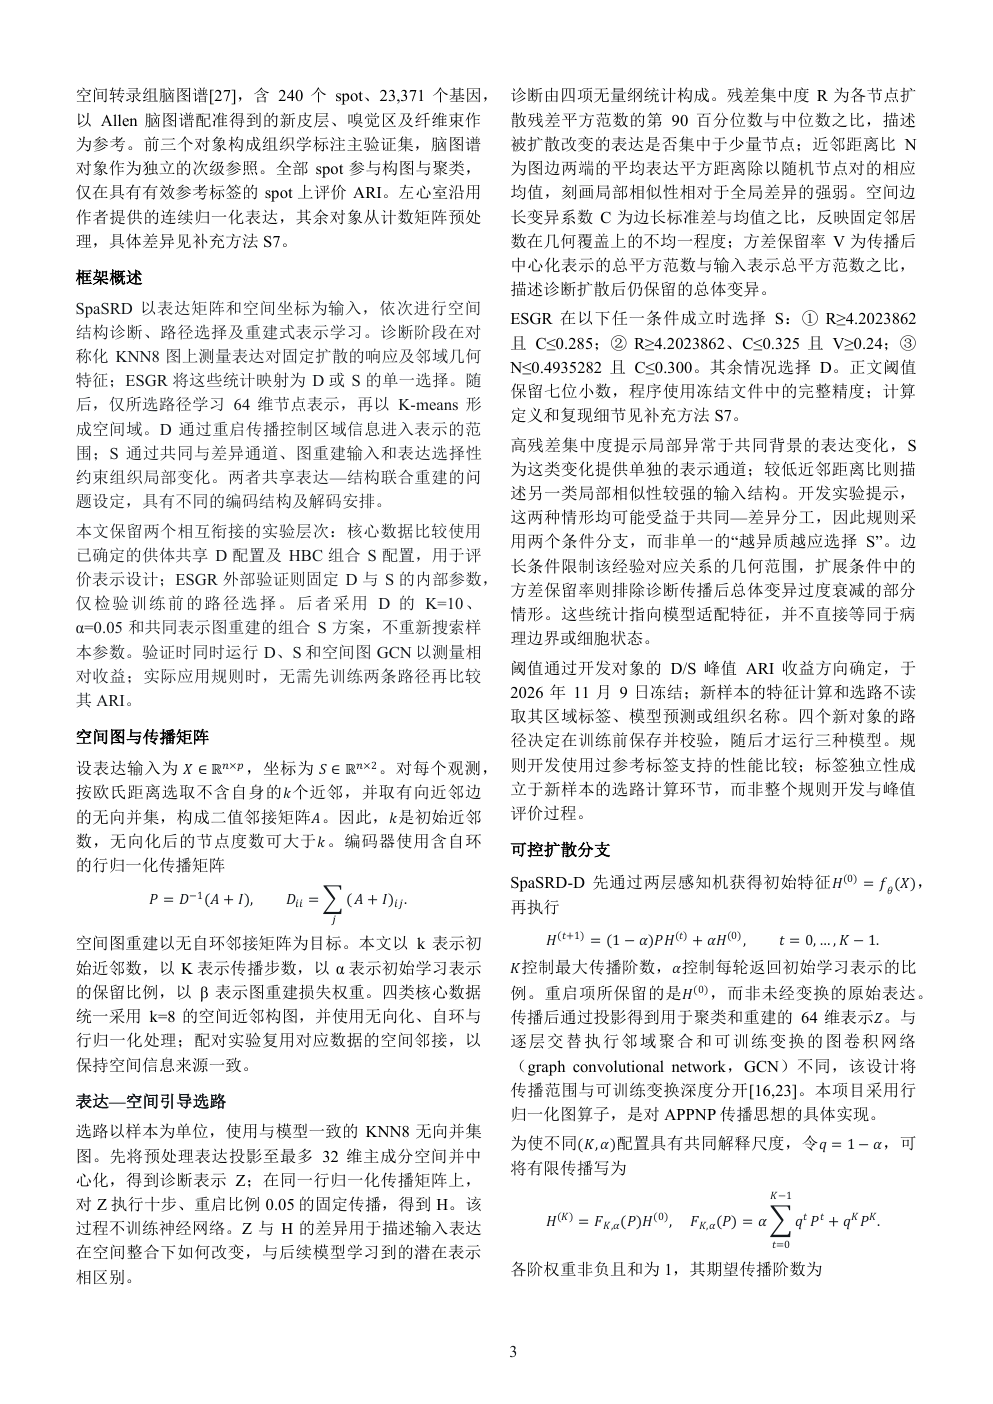 空间转录组脑图谱[27]，含 240 个 spot、23,371 个基因，
以 Allen 脑图谱配准得到的新皮层、嗅觉区及纤维束作
为参考。前三个对象构成组织学标注主验证集，脑图谱
对象作为独立的次级参照。全部 spot 参与构图与聚类，
仅在具有有效参考标签的 spot 上评价 ARI。左心室沿用
作者提供的连续归一化表达，其余对象从计数矩阵预处
理，具体差异见补充方法 S7。
框架概述
SpaSRD 以表达矩阵和空间坐标为输入，依次进行空间
结构诊断、路径选择及重建式表示学习。诊断阶段在对
称化 KNN8 图上测量表达对固定扩散的响应及邻域几何
特征；ESGR 将这些统计映射为 D 或 S 的单一选择。随
后，仅所选路径学习 64 维节点表示，再以 K-means 形
成空间域。D 通过重启传播控制区域信息进入表示的范
围；S 通过共同与差异通道、图重建输入和表达选择性
约束组织局部变化。两者共享表达—结构联合重建的问
题设定，具有不同的编码结构及解码安排。
本文保留两个相互衔接的实验层次：核心数据比较使用
已确定的供体共享 D 配置及 HBC 组合 S 配置，用于评
价表示设计；ESGR 外部验证则固定 D 与 S 的内部参数，
仅检验训练前的路径选择。后者采用 D 的 K=10、
α=0.05 和共同表示图重建的组合 S 方案，不重新搜索样
本参数。验证时同时运行 D、S 和空间图 GCN 以测量相
对收益；实际应用规则时，无需先训练两条路径再比较
其 ARI。
空间图与传播矩阵
设表达输入为 X ∈ ℝⁿˣᵖ，坐标为 S ∈ ℝⁿˣ²。对每个观测，
按欧氏距离选取不含自身的k个近邻，并取有向近邻边
的无向并集，构成二值邻接矩阵A。因此，k是初始近邻
数，无向化后的节点度数可大于k。编码器使用含自环
的行归一化传播矩阵
P = D⁻¹(A + I), D_{ii} = ∑_{j} (A + I)_{ij}.
空间图重建以无自环邻接矩阵为目标。本文以 k 表示初
始近邻数，以 K 表示传播步数，以 α 表示初始学习表示
的保留比例，以 β 表示图重建损失权重。四类核心数据
统一采用 k=8 的空间近邻构图，并使用无向化、自环与
行归一化处理；配对实验复用对应数据的空间邻接，以
保持空间信息来源一致。
表达—空间引导选路
选路以样本为单位，使用与模型一致的 KNN8 无向并集
图。先将预处理表达投影至最多 32 维主成分空间并中
心化，得到诊断表示 Z；在同一行归一化传播矩阵上，
对 Z 执行十步、重启比例 0.05 的固定传播，得到 H。该
过程不训练神经网络。Z 与 H 的差异用于描述输入表达
在空间整合下如何改变，与后续模型学习到的潜在表示
相区别。
诊断由四项无量纲统计构成。残差集中度 R 为各节点扩
散残差平方范数的第 90 百分位数与中位数之比，描述
被扩散改变的表达是否集中于少量节点；近邻距离比 N
为图边两端的平均表达平方距离除以随机节点对的相应
均值，刻画局部相似性相对于全局差异的强弱。空间边
长变异系数 C 为边长标准差与均值之比，反映固定邻居
数在几何覆盖上的不均一程度；方差保留率 V 为传播后
中心化表示的总平方范数与输入表示总平方范数之比，
描述诊断扩散后仍保留的总体变异。
ESGR 在以下任一条件成立时选择 S：① R≥4.2023862
且 C≤0.285；② R≥4.2023862、C≤0.325 且 V≥0.24；③
N≤0.4935282 且 C≤0.300。其余情况选择 D。正文阈值
保留七位小数，程序使用冻结文件中的完整精度；计算
定义和复现细节见补充方法 S7。
高残差集中度提示局部异常于共同背景的表达变化，S
为这类变化提供单独的表示通道；较低近邻距离比则描
述另一类局部相似性较强的输入结构。开发实验提示，
这两种情形均可能受益于共同—差异分工，因此规则采
用两个条件分支，而非单一的“越异质越应选择 S”。边
长条件限制该经验对应关系的几何范围，扩展条件中的
方差保留率则排除诊断传播后总体变异过度衰减的部分
情形。这些统计指向模型适配特征，并不直接等同于病
理边界或细胞状态。
阈值通过开发对象的 D/S 峰值 ARI 收益方向确定，于
2026 年 11 月 9 日冻结；新样本的特征计算和选路不读
取其区域标签、模型预测或组织名称。四个新对象的路
径决定在训练前保存并校验，随后才运行三种模型。规
则开发使用过参考标签支持的性能比较；标签独立性成
立于新样本的选路计算环节，而非整个规则开发与峰值
评价过程。
可控扩散分支
SpaSRD-D 先通过两层感知机获得初始特征H⁽⁰⁾ = f_θ(X)，
再执行
H^{(t+1)} = (1 − α)PH^{(t)} + αH^{(0)}, t = 0, … , K − 1.
K控制最大传播阶数，α控制每轮返回初始学习表示的比
例。重启项所保留的是H⁽⁰⁾，而非未经变换的原始表达。
传播后通过投影得到用于聚类和重建的 64 维表示Z。与
逐层交替执行邻域聚合和可训练变换的图卷积网络
（graph convolutional network，GCN）不同，该设计将
传播范围与可训练变换深度分开[16,23]。本项目采用行
归一化图算子，是对 APPNP 传播思想的具体实现。
为使不同(K, α)配置具有共同解释尺度，令q = 1 − α，可
将有限传播写为
H^{(K)} = F_{K,α}(P)H^{(0)}, F_{K,α}(P) = α ∑_{t=0}^{K−1} q^t P^t + q^K P^K.
各阶权重非负且和为 1，其期望传播阶数为
3